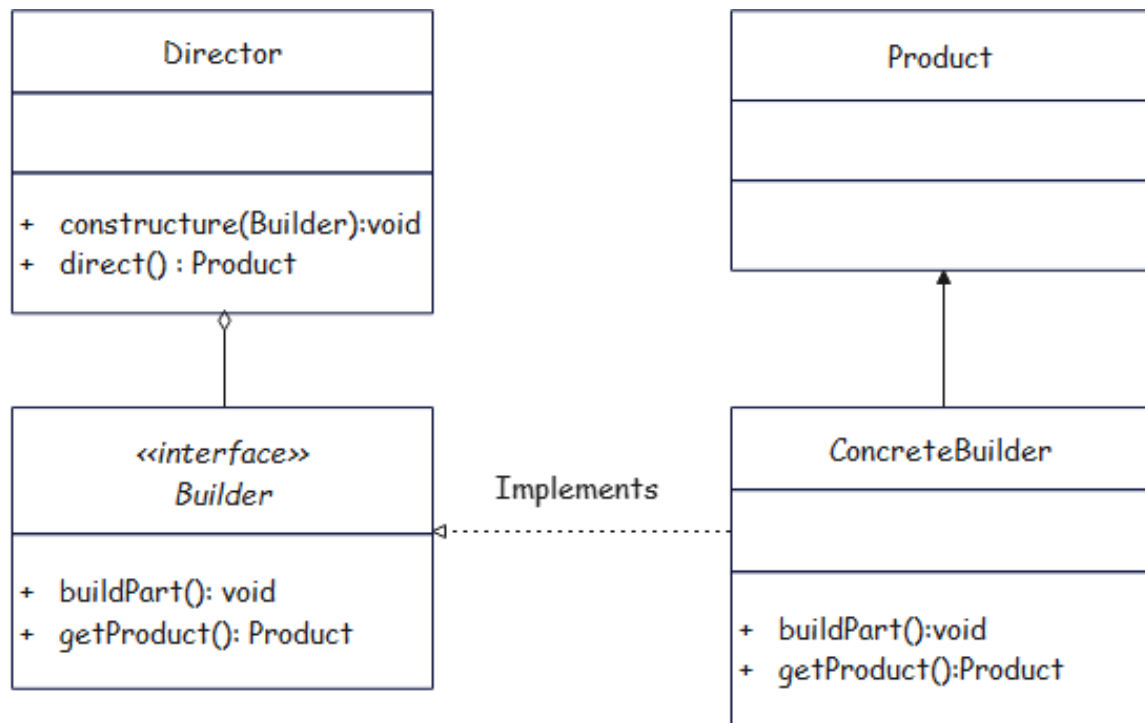 Director
+ constructure(Builder):void
+ direct() : Product
Product
<<interface>>
Builder
+ buildPart(): void
+ getProduct(): Product
Implements
ConcreteBuilder
+ buildPart():void
+ getProduct():Product